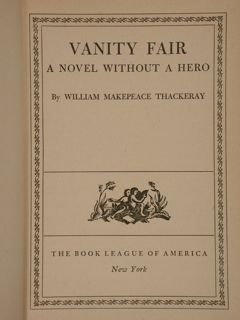 VANITY FAIR
A NOVEL WITHOUT A HERO
By WILLIAM MAKEPEACE THACKERAY
THE BOOK LEAGUE OF AMERICA
New York